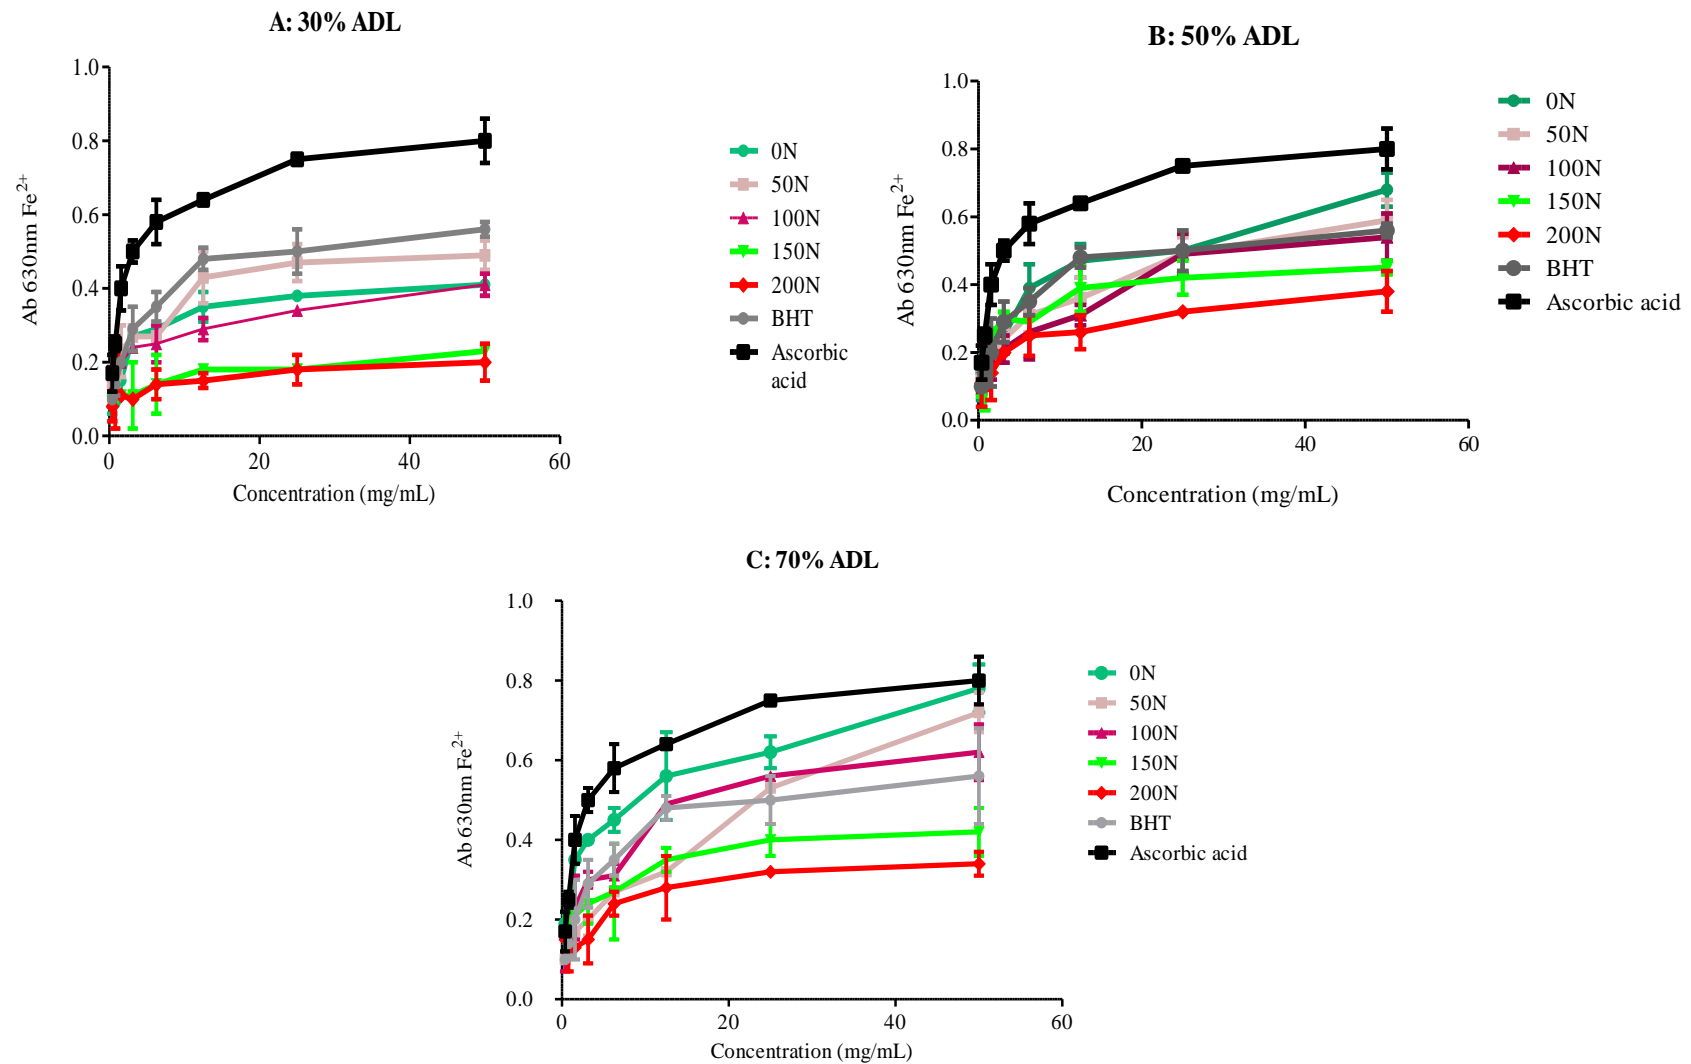 A: 30% ADL
1.0
0.8
0.6
0.4
0.2
0.0
0
20
40
60
Ab 630nm Fe²⁺
Concentration (mg/mL)
0N
50N
100N
150N
200N
BHT
Ascorbic
acid
B: 50% ADL
1.0
0.8
0.6
0.4
0.2
0.0
0
20
40
60
Ab 630nm Fe²⁺
Concentration (mg/mL)
0N
50N
100N
150N
200N
BHT
Ascorbic acid
C: 70% ADL
1.0
0.8
0.6
0.4
0.2
0.0
0
20
40
60
Ab 630nm Fe²⁺
Concentration (mg/mL)
0N
50N
100N
150N
200N
BHT
Ascorbic acid